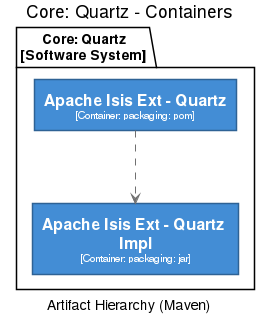 Core: Quartz - Containers
Core: Quartz
[Software System]
Apache Isis Ext - Quartz
[Container: packaging: pom]
Apache Isis Ext - Quartz
Impl
[Container: packaging: jar]
Artifact Hierarchy (Maven)